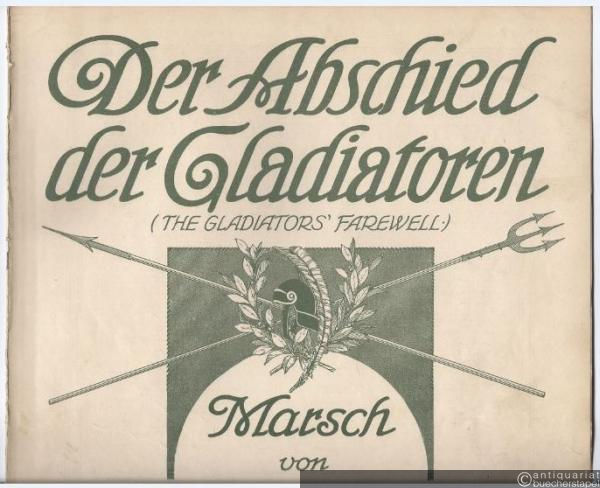 Der Abschied
der Gladiatoren
(THE GLADIATORS' FAREWELL.)
Marsch
von
antiquariat
buecherstapel